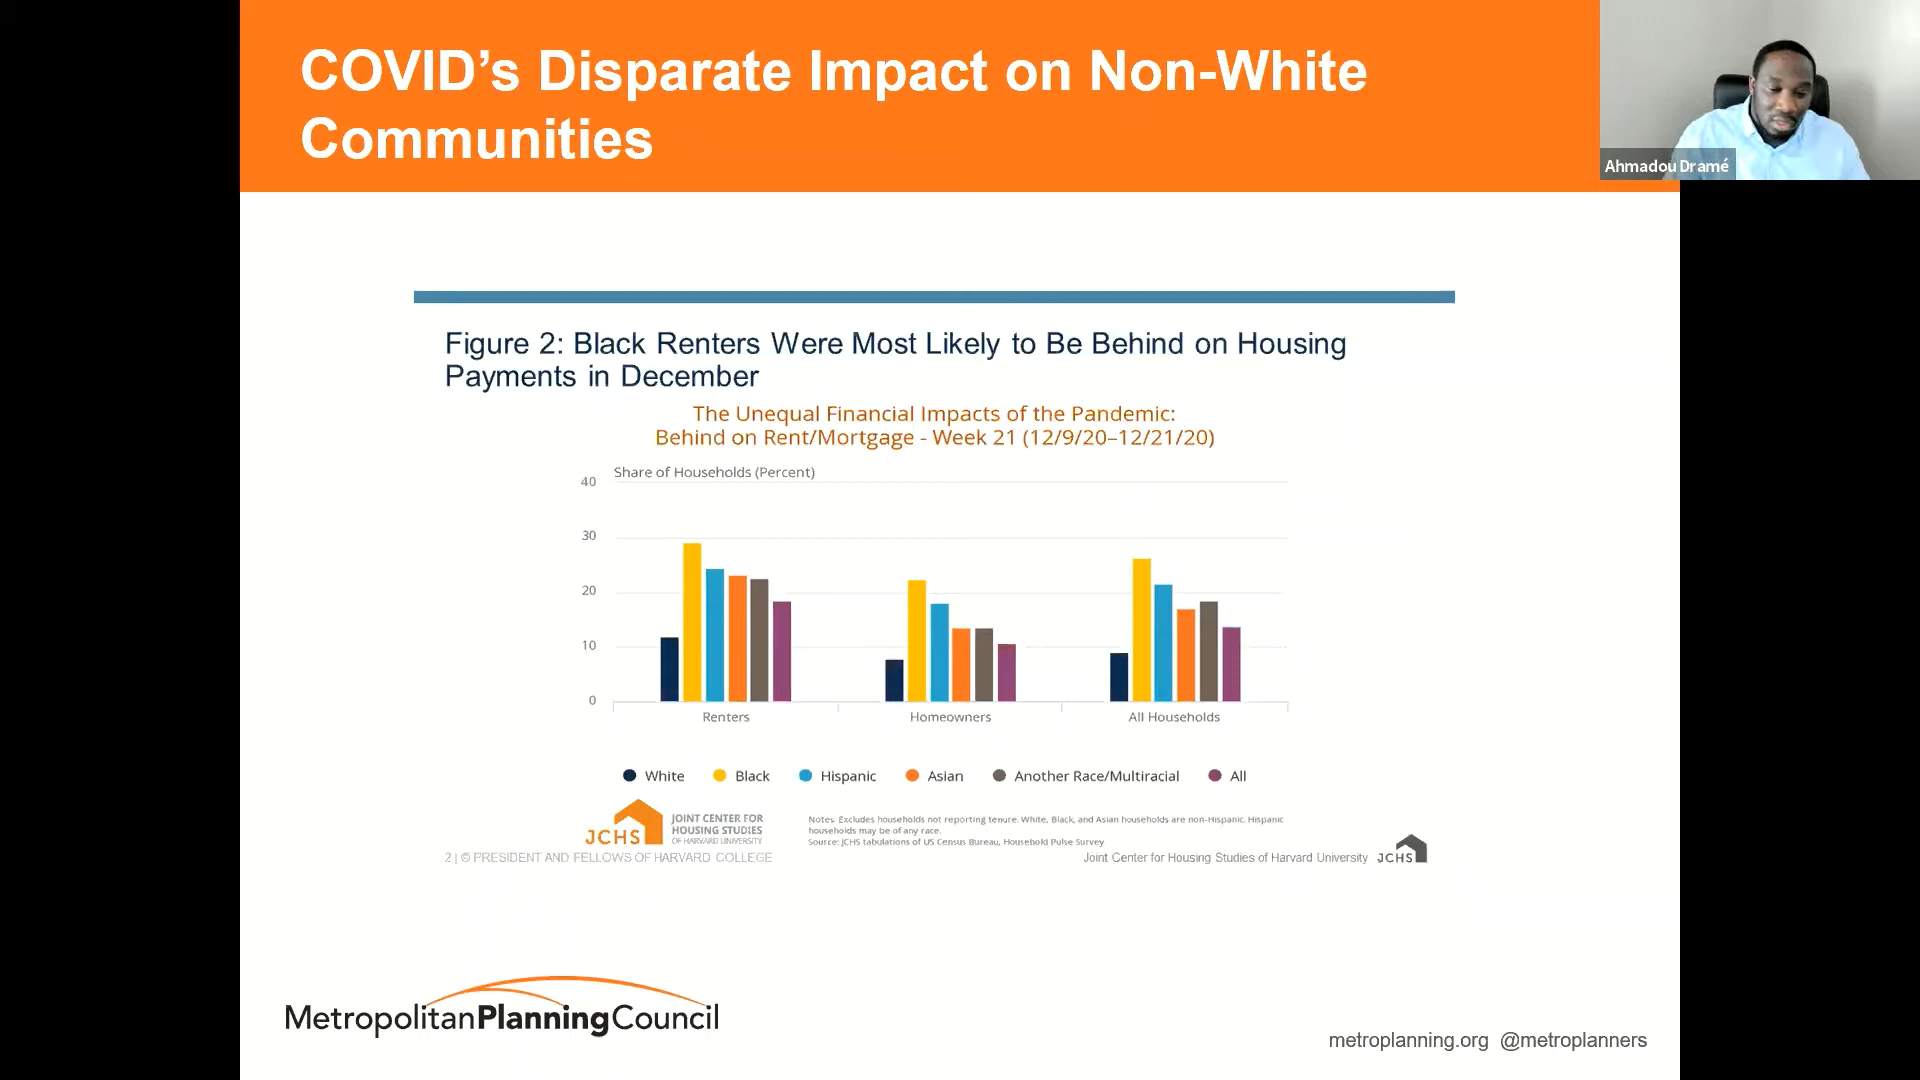 COVID’s Disparate Impact on Non-White
Communities
Ahmadou Dramé
Figure 2: Black Renters Were Most Likely to Be Behind on Housing
Payments in December
The Unequal Financial Impacts of the Pandemic:
Behind on Rent/Mortgage - Week 21 (12/9/20–12/21/20)
Share of Households (Percent)
40
30
20
10
0
Renters Homeowners All Households
White Black Hispanic Asian Another Race/Multiracial All
JCHS JOINT CENTER FOR
HOUSING STUDIES
OF HARVARD UNIVERSITY
Notes: Excludes households not reporting tenure. White, Black, and Asian households are non-Hispanic. Hispanic
households may be of any race.
Source: JCHS tabulations of US Census Bureau, Household Pulse Survey
2 | © PRESIDENT AND FELLOWS OF HARVARD COLLEGE
Joint Center for Housing Studies of Harvard University JCHS
MetropolitanPlanningCouncil
metroplanning.org @metroplanners